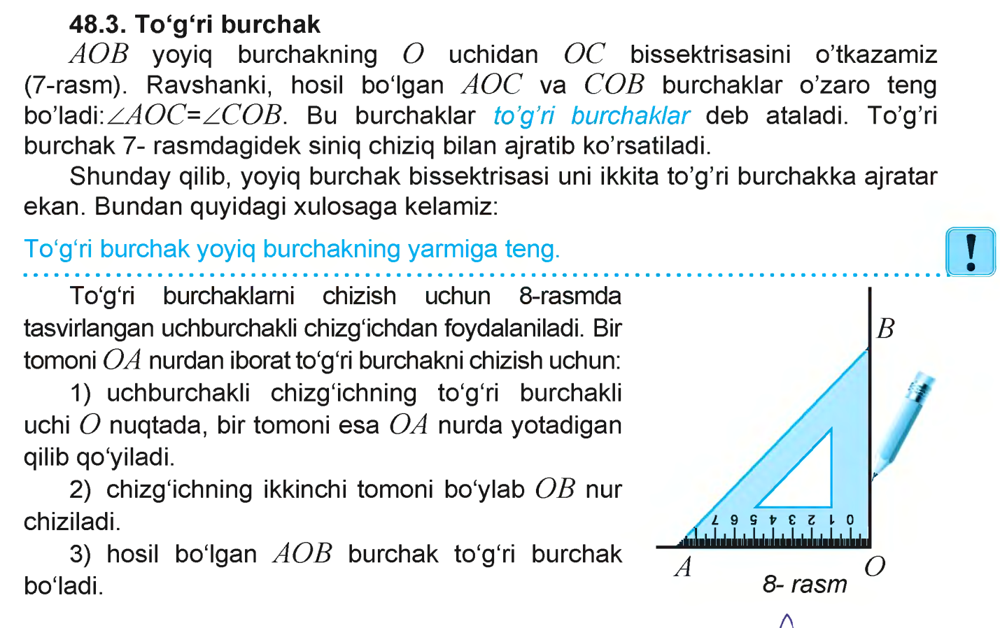 48.3. To‘g‘ri burchak
AOB yoyiq burchakning O uchidan OC bissektrisasini o’tkazamiz
(7-rasm). Ravshanki, hosil bo‘lgan AOC va COB burchaklar o’zaro teng
bo’ladi:∠AOC=∠COB. Bu burchaklar to’g’ri burchaklar deb ataladi. To’g’ri
burchak 7- rasmdagidek siniq chiziq bilan ajratib ko’rsatiladi.
Shunday qilib, yoyiq burchak bissektrisasi uni ikkita to’g’ri burchakka ajratar
ekan. Bundan quyidagi xulosaga kelamiz:
To‘g‘ri burchak yoyiq burchakning yarmiga teng.
!
To‘g‘ri burchaklarni chizish uchun 8-rasmda
tasvirlangan uchburchakli chizg‘ichdan foydalaniladi. Bir
tomoni OA nurdan iborat to‘g‘ri burchakni chizish uchun:
1) uchburchakli chizg‘ichning to‘g‘ri burchakli
uchi O nuqtada, bir tomoni esa OA nurda yotadigan
qilib qo‘yiladi.
2) chizg‘ichning ikkinchi tomoni bo‘ylab OB nur
chiziladi.
3) hosil bo‘lgan AOB burchak to‘g‘ri burchak
bo‘ladi.
B
7 6 5 4 3 2 1 0
A
O
8- rasm